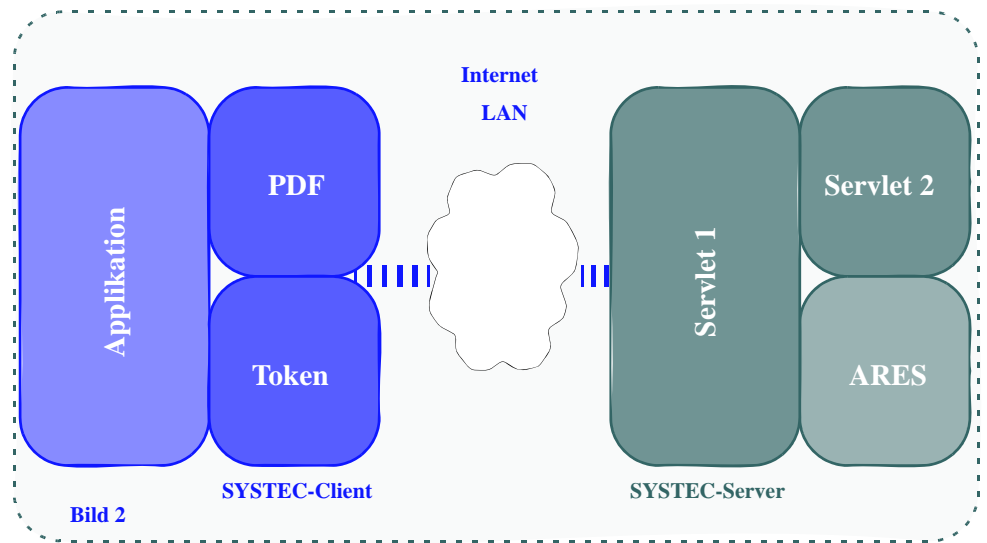 Internet
LAN
Applikation
PDF
Token
Servlet 1
Servlet 2
ARES
SYSTEC-Client
SYSTEC-Server
Bild 2